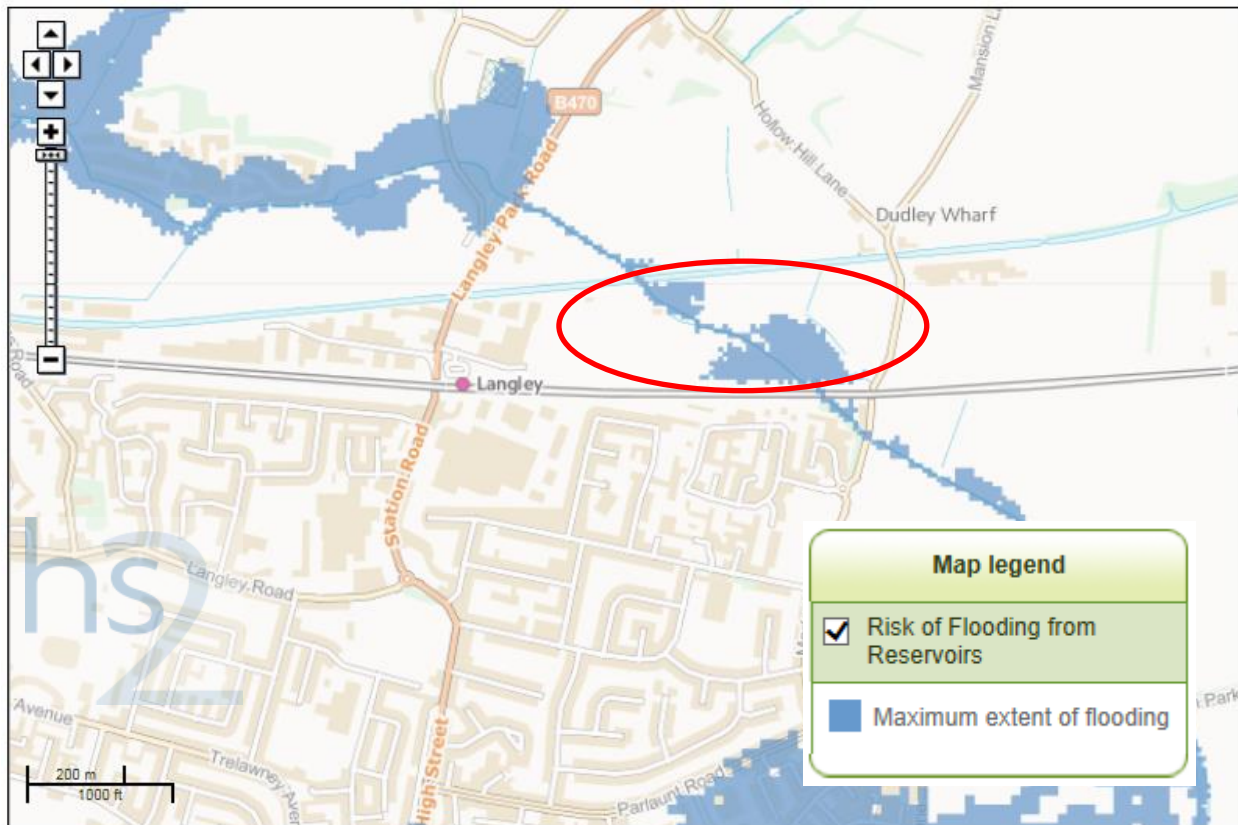 B470
Mansion L
Hollow Hill Lane
Langley Park Road
Dudley Wharf
Langley
Road
Station Road
Langley Road
hs2
Map legend
Risk of Flooding from
Reservoirs
Maximum extent of flooding
Park
Avenue
Trelawney Ave
High Street
Parlaunt Road
200 m
1000 ft